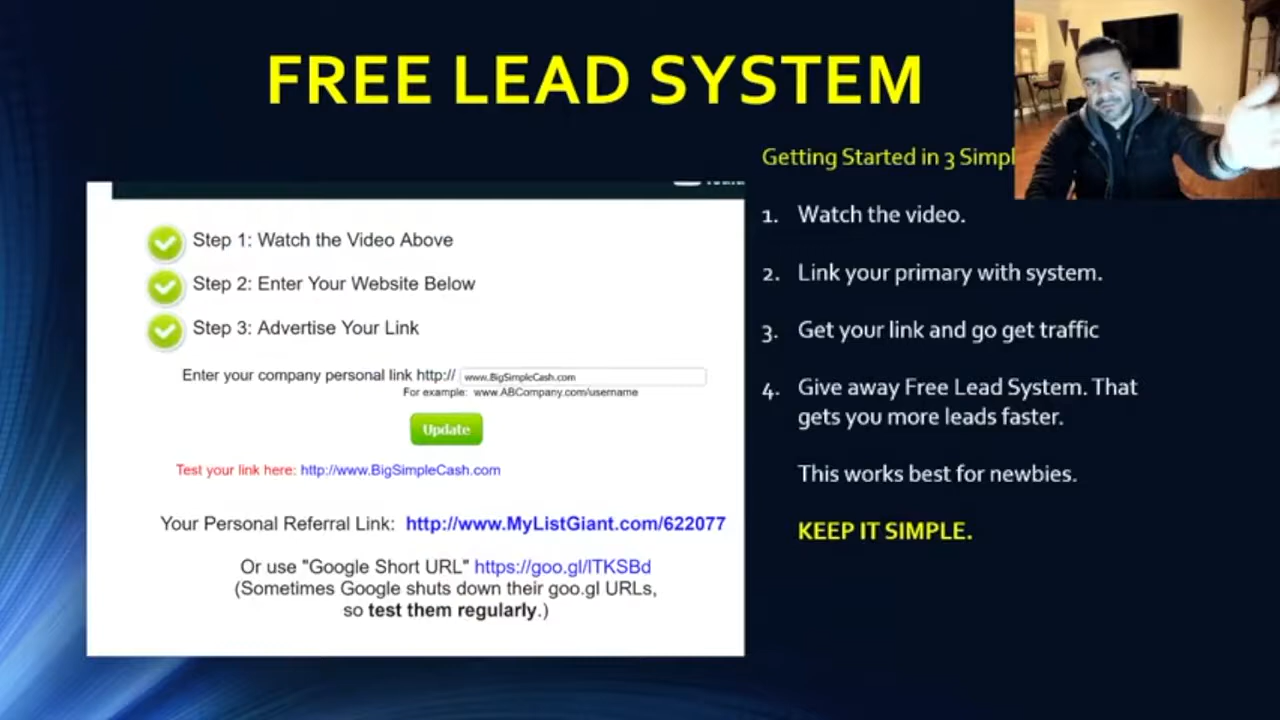 FREE LEAD SYSTEM
Getting Started in 3
Step 1: Watch the Video Above
Step 2: Enter Your Website Below
Step 3: Advertise Your Link
Enter your company personal link http:// www.BigSimpleCash.com
For example: www.ABCompany.com/username
Update
Test your link here: http://www.BigSimpleCash.com
Your Personal Referral Link: http://www.MyListGiant.com/622077
Or use "Google Short URL" https://goo.gl/lTKSBd
(Sometimes Google shuts down their goo.gl URLs,
so test them regularly.)
1. Watch the video.
2. Link your primary with system.
3. Get your link and go get traffic
4. Give away Free Lead System. That
gets you more leads faster.
This works best for newbies.
KEEP IT SIMPLE.